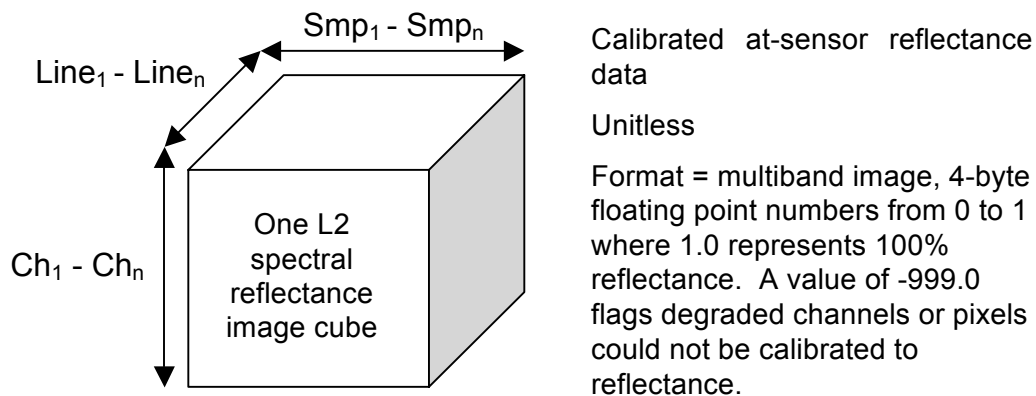 Smp₁ - Smpₙ
Line₁ - Lineₙ
Ch₁ - Chₙ
One L2
spectral
reflectance
image cube
Calibrated at-sensor reflectance
data
Unitless
Format = multiband image, 4-byte
floating point numbers from 0 to 1
where 1.0 represents 100%
reflectance. A value of -999.0
flags degraded channels or pixels
could not be calibrated to
reflectance.